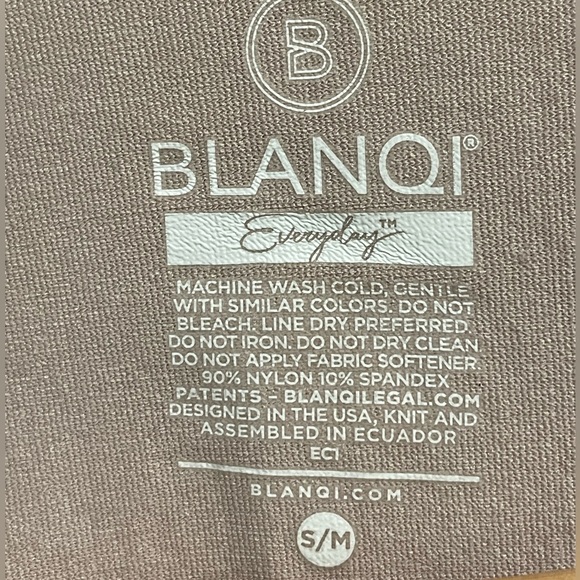 B
BLANQI®
Everyday™
MACHINE WASH COLD, GENTLE
WITH SIMILAR COLORS. DO NOT
BLEACH. LINE DRY PREFERRED.
DO NOT IRON. DO NOT DRY CLEAN.
DO NOT APPLY FABRIC SOFTENER.
90% NYLON 10% SPANDEX
PATENTS – BLANQILEGAL.COM
DESIGNED IN THE USA, KNIT AND
ASSEMBLED IN ECUADOR
EC1
BLANQI.COM
S/M